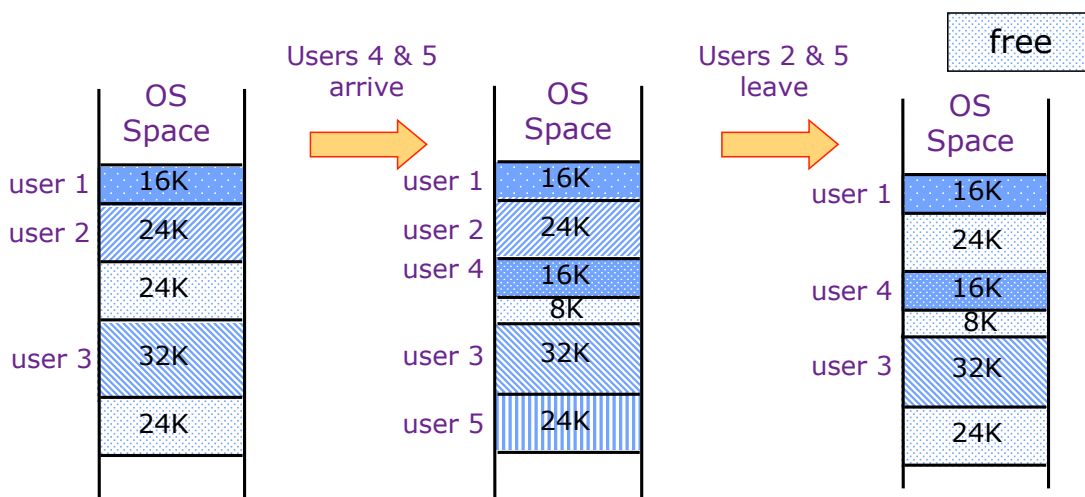 free
Users 4 & 5
arrive
Users 2 & 5
leave
OS
Space
user 1
16K
user 2
24K
24K
user 3
32K
24K
OS
Space
user 1
16K
user 2
24K
user 4
16K
8K
user 3
32K
user 5
24K
OS
Space
user 1
16K
24K
user 4
16K
8K
user 3
32K
24K